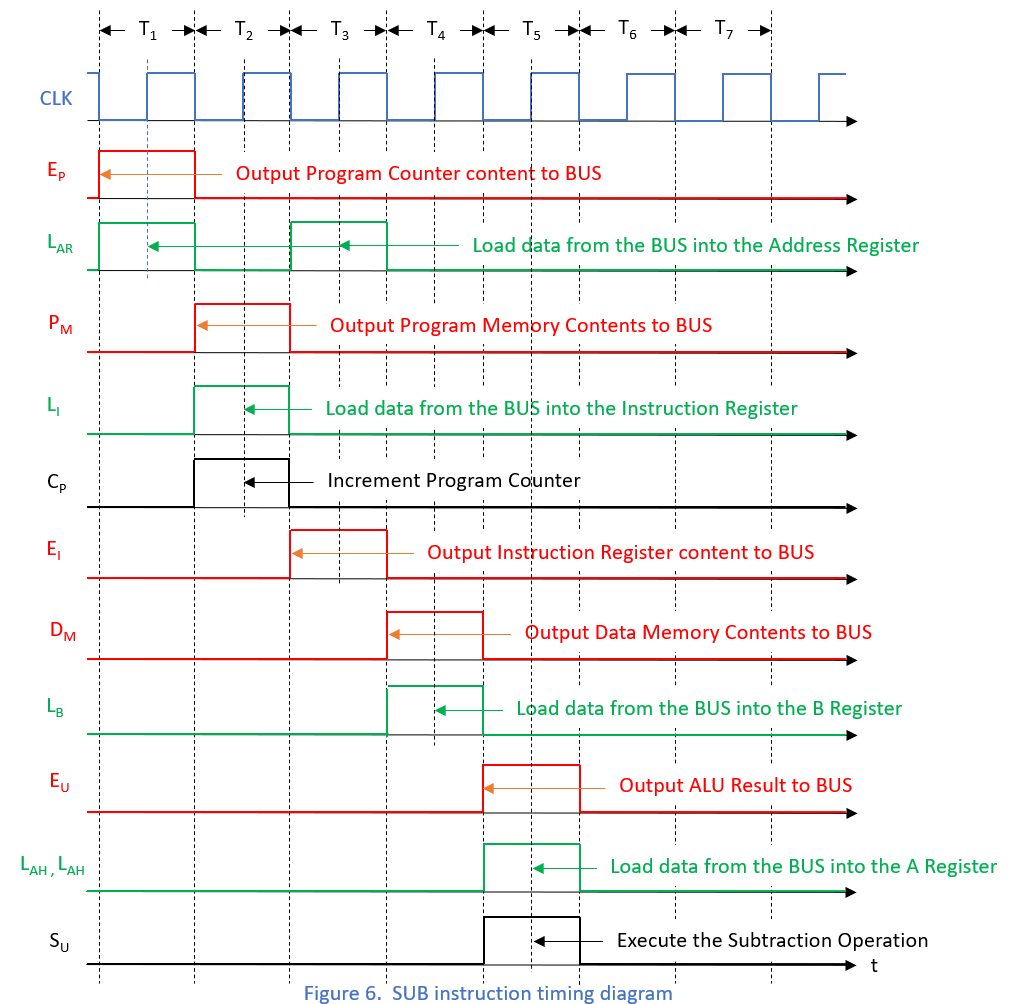 T1 T2 T3 T4 T5 T6 T7
CLK
EP Output Program Counter content to BUS
LAR Load data from the BUS into the Address Register
PM Output Program Memory Contents to BUS
LI Load data from the BUS into the Instruction Register
CP Increment Program Counter
EI Output Instruction Register content to BUS
DM Output Data Memory Contents to BUS
LB Load data from the BUS into the B Register
EU Output ALU Result to BUS
LAH , LAH Load data from the BUS into the A Register
SU Execute the Subtraction Operation
t
Figure 6. SUB instruction timing diagram